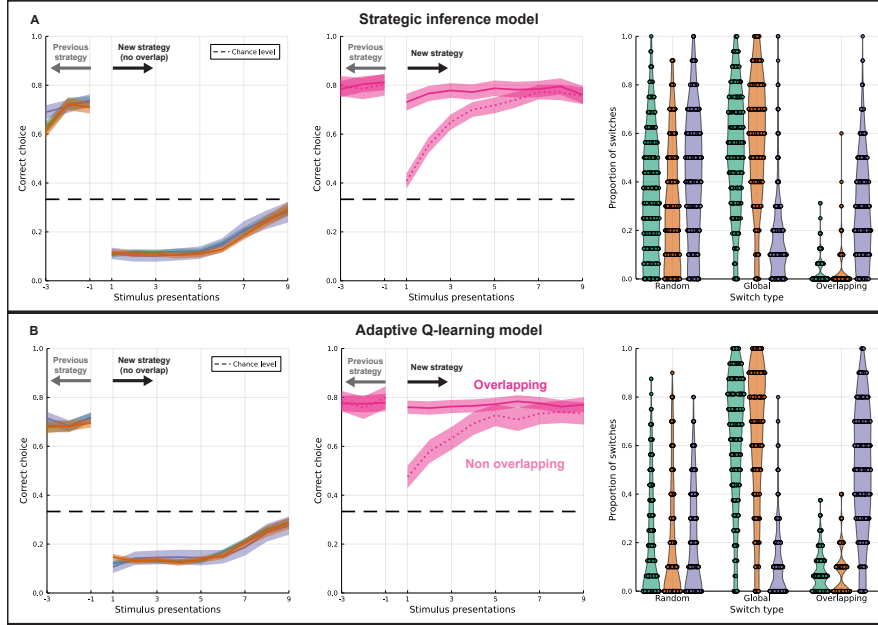 A
Strategic inference model
Previous
strategy
New strategy
(no overlap)
Chance level
Correct choice
1.0
0.8
0.6
0.4
0.2
0.0
-3
-1
1
3
5
7
9
Stimulus presentations
Previous
strategy
New strategy
Correct choice
1.0
0.8
0.6
0.4
0.2
0.0
-3
-1
1
3
5
7
9
Stimulus presentations
Proportion of switches
1.0
0.8
0.6
0.4
0.2
0.0
Random
Global
Overlapping
Switch type
B
Adaptive Q-learning model
Previous
strategy
New strategy
(no overlap)
Chance level
Correct choice
1.0
0.8
0.6
0.4
0.2
0.0
-3
-1
1
3
5
7
9
Stimulus presentations
Previous
strategy
New strategy
Overlapping
Non overlapping
Correct choice
1.0
0.8
0.6
0.4
0.2
0.0
-3
-1
1
3
5
7
9
Stimulus presentations
Proportion of switches
1.0
0.8
0.6
0.4
0.2
0.0
Random
Global
Overlapping
Switch type